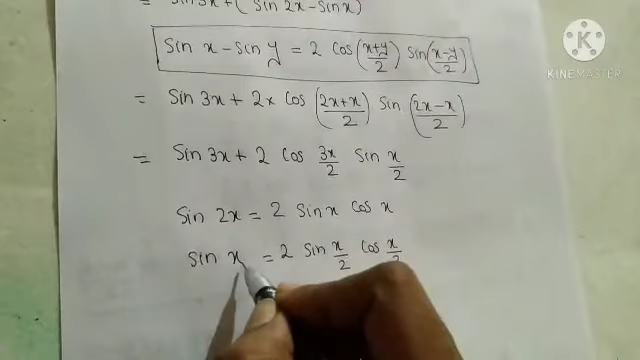 = Sin 3x + ( Sin 2x - Sin x)
Sin x - Sin y = 2 Cos (x+y/2) Sin (x-y/2)
= Sin 3x + 2x Cos (2x+x/2) Sin (2x-x/2)
= Sin 3x + 2 Cos 3x/2 Sin x/2
Sin 2x = 2 Sin x Cos x
Sin x = 2 Sin x/2 Cos x/2
KINEMASTER